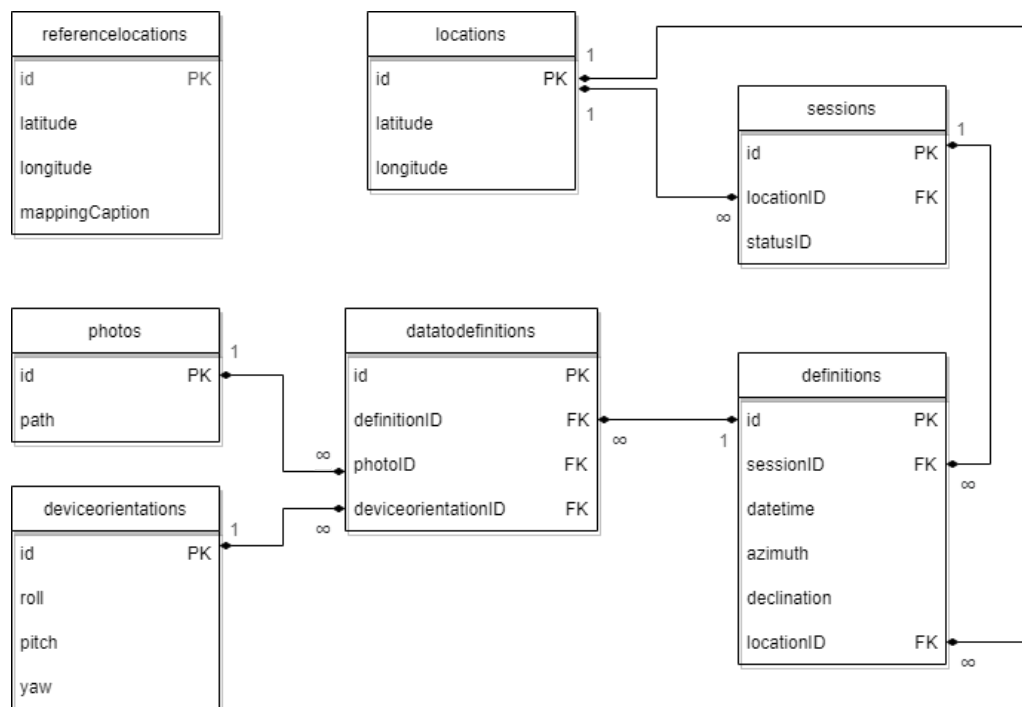 referencelocations
id PK
latitude
longitude
mappingCaption
locations
1
id PK
1
latitude
longitude
sessions
1
id PK
locationID FK
∞
statusID
photos
1
id PK
path
datatodefinitions
id PK
definitionID FK
∞
∞
photoID FK
deviceorientationID FK
∞
definitions
id PK
1
sessionID FK
∞
datetime
azimuth
declination
locationID FK
∞
deviceorientations
1
id PK
roll
pitch
yaw